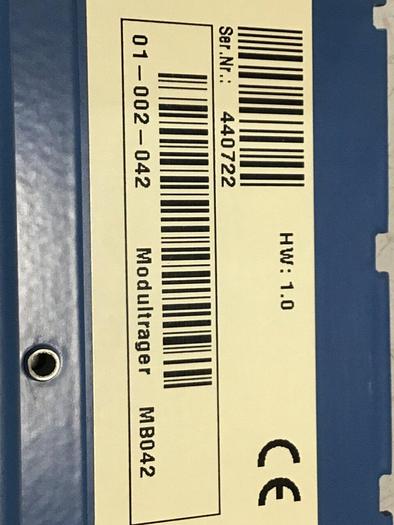 Ser.Nr.: 440722
HW: 1.0
01-002-042 Modultrager MB042
CE